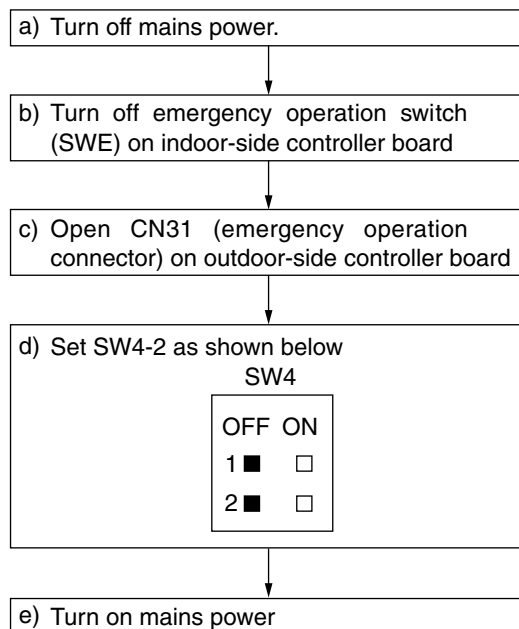 a) Turn off mains power.
b) Turn off emergency operation switch
(SWE) on indoor-side controller board
c) Open CN31 (emergency operation
connector) on outdoor-side controller board
d) Set SW4-2 as shown below
SW4
OFF ON
1 ■ □
2 ■ □
e) Turn on mains power